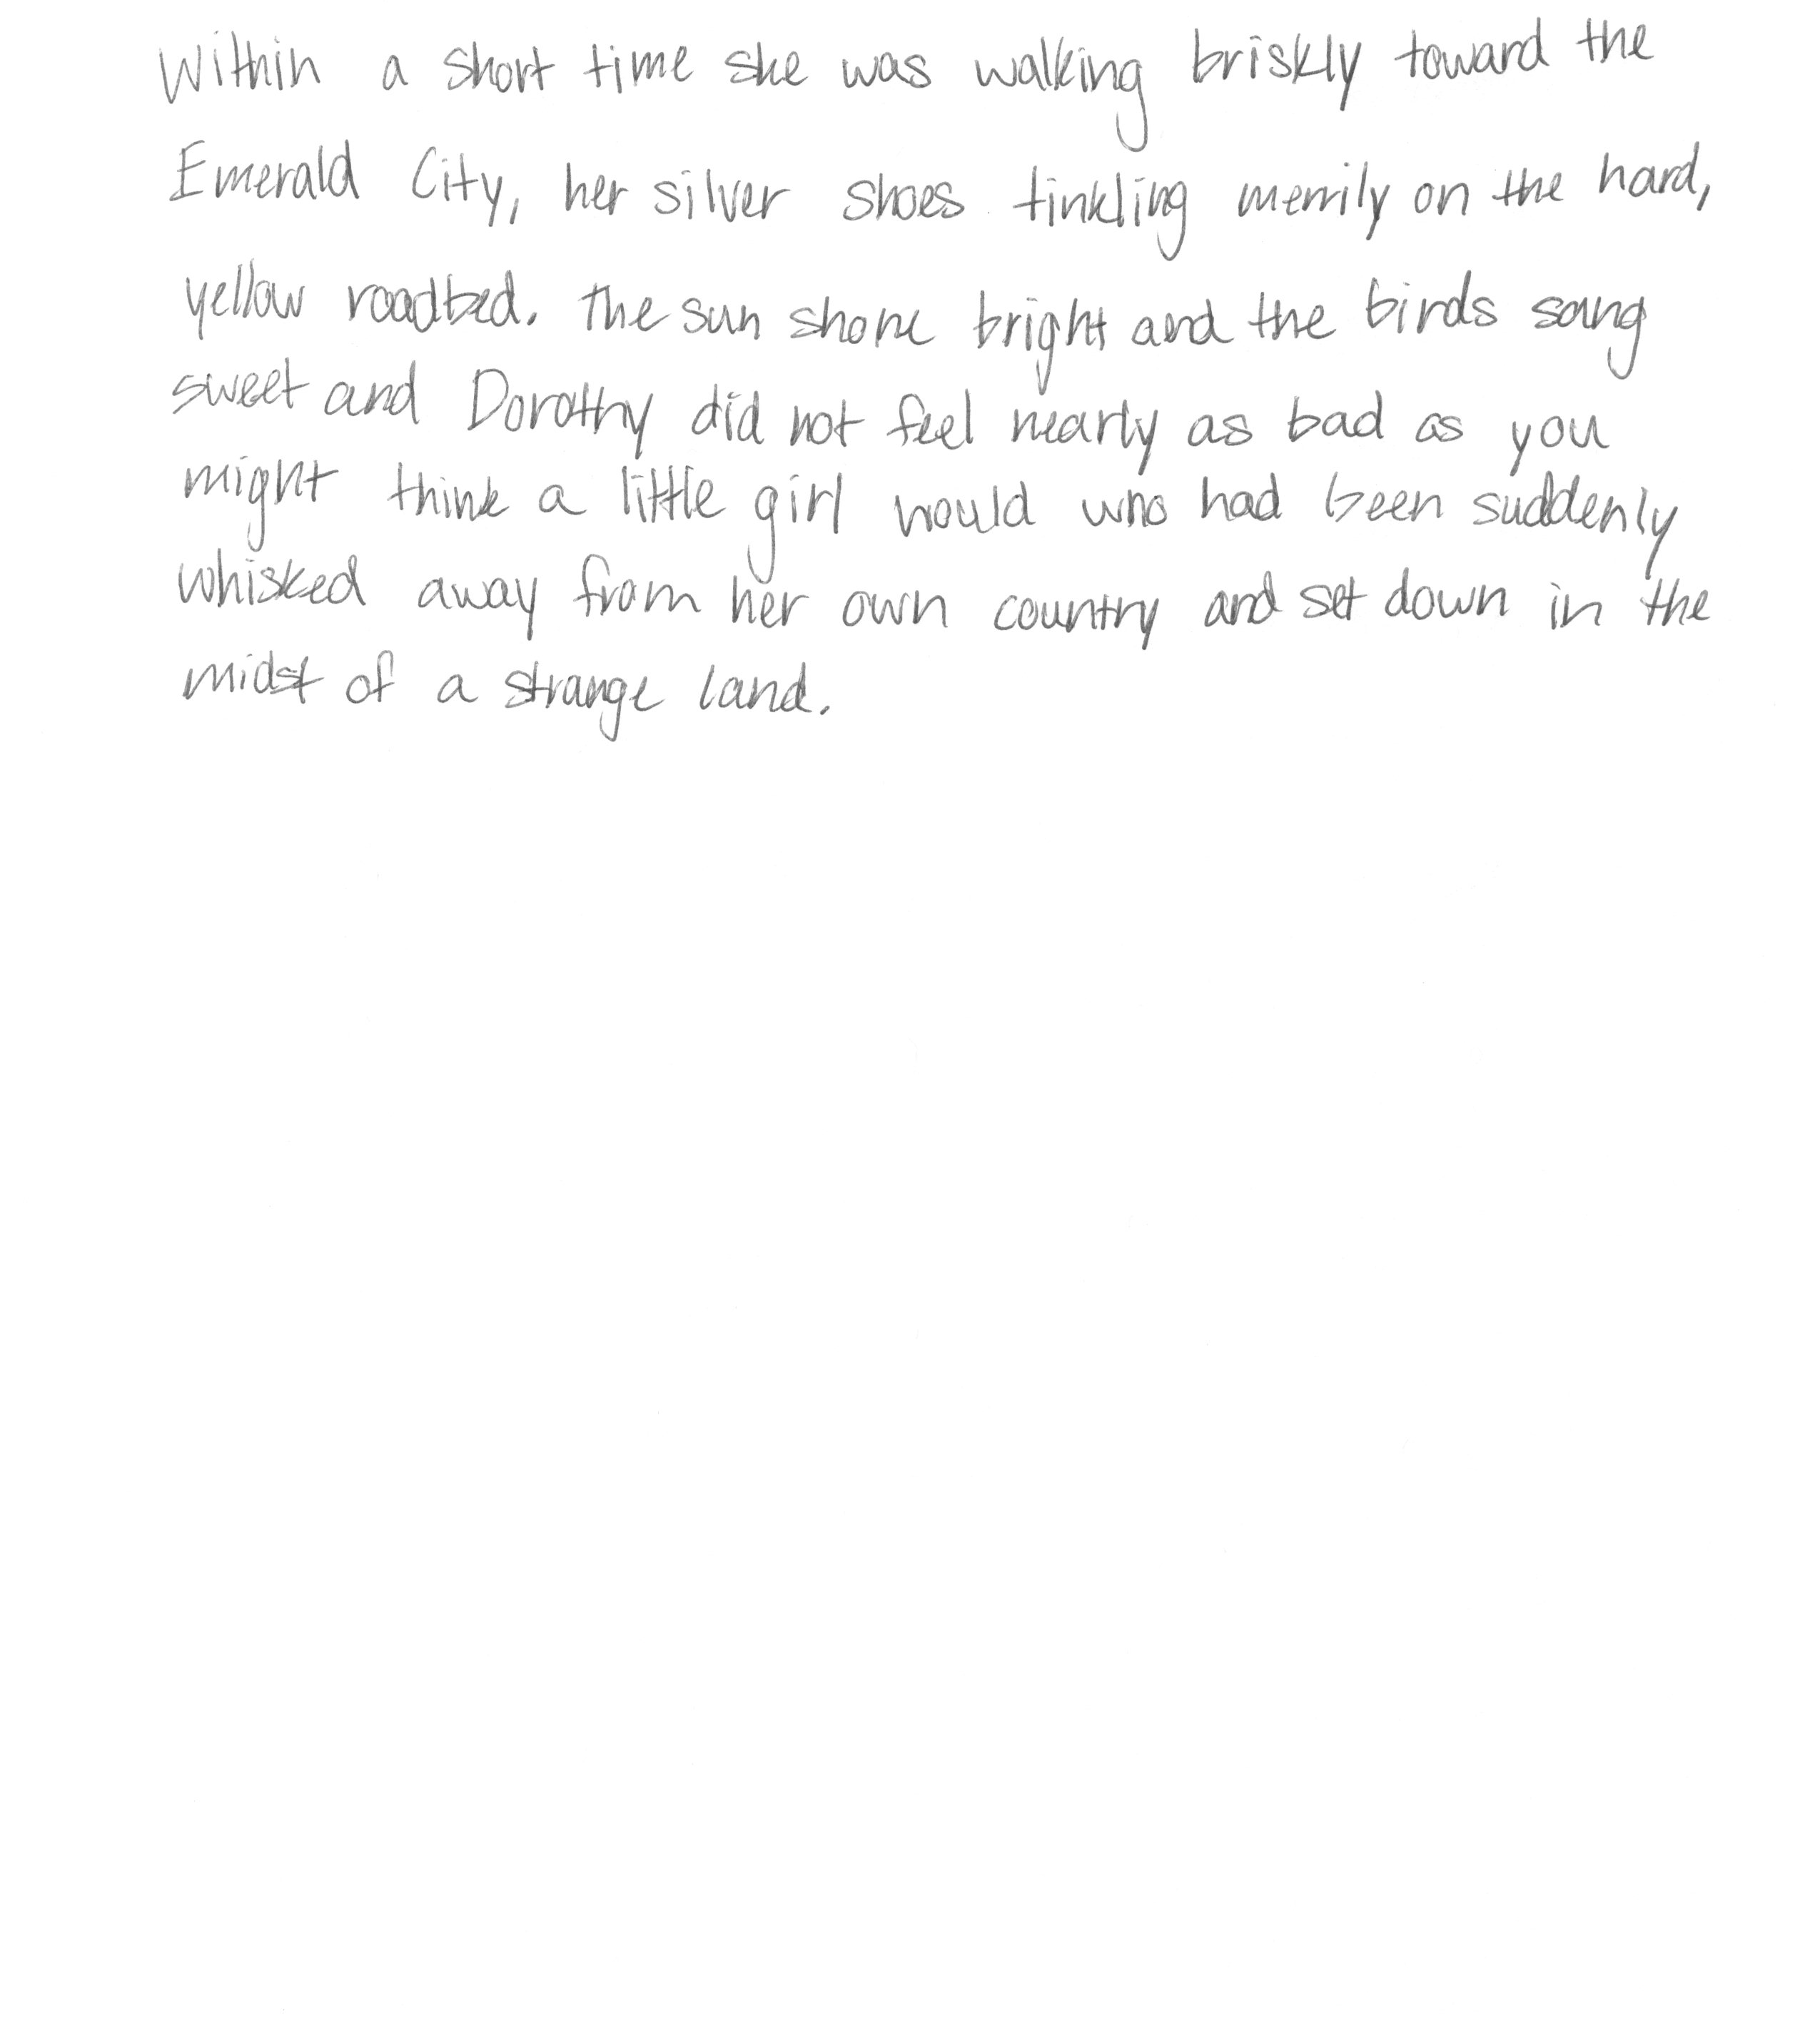 Within a short time she was walking briskly toward the
Emerald City, her silver shoes tinkling merrily on the hard,
yellow roadbed. The sun shone bright and the birds sang
sweet and Dorothy did not feel nearly as bad as you
might think a little girl would who had been suddenly
whisked away from her own country and set down in the
midst of a strange land.